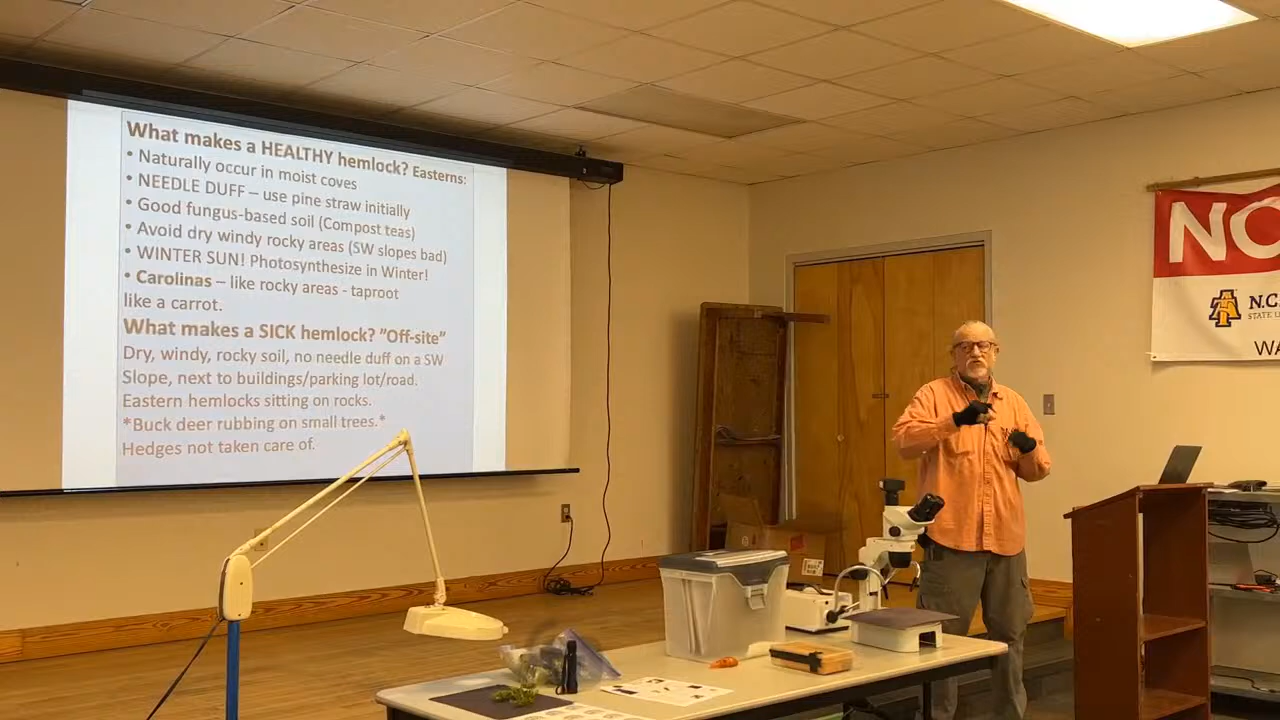 What makes a HEALTHY hemlock? Easterns:
• Naturally occur in moist coves
• NEEDLE DUFF – use pine straw initially
• Good fungus-based soil (Compost teas)
• Avoid dry windy rocky areas (SW slopes bad)
• WINTER SUN! Photosynthesize in Winter!
• Carolinas – like rocky areas - taproot
like a carrot.
What makes a SICK hemlock? "Off-site"
Dry, windy, rocky soil, no needle duff on a SW
Slope, next to buildings/parking lot/road.
Eastern hemlocks sitting on rocks.
*Buck deer rubbing on small trees.*
Hedges not taken care of.
NC
N.C.
STATE U
WA